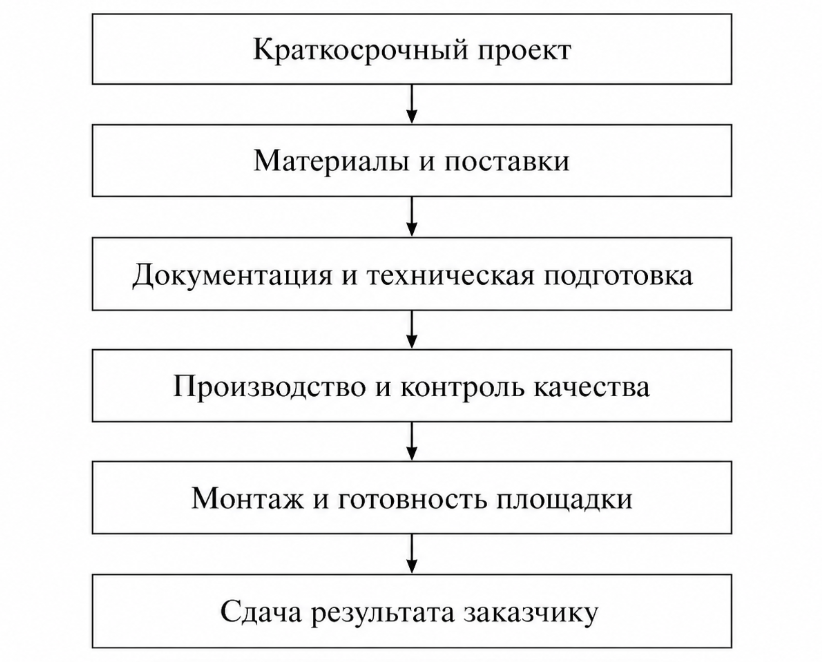 Краткосрочный проект
Материалы и поставки
Документация и техническая подготовка
Производство и контроль качества
Монтаж и готовность площадки
Сдача результата заказчику